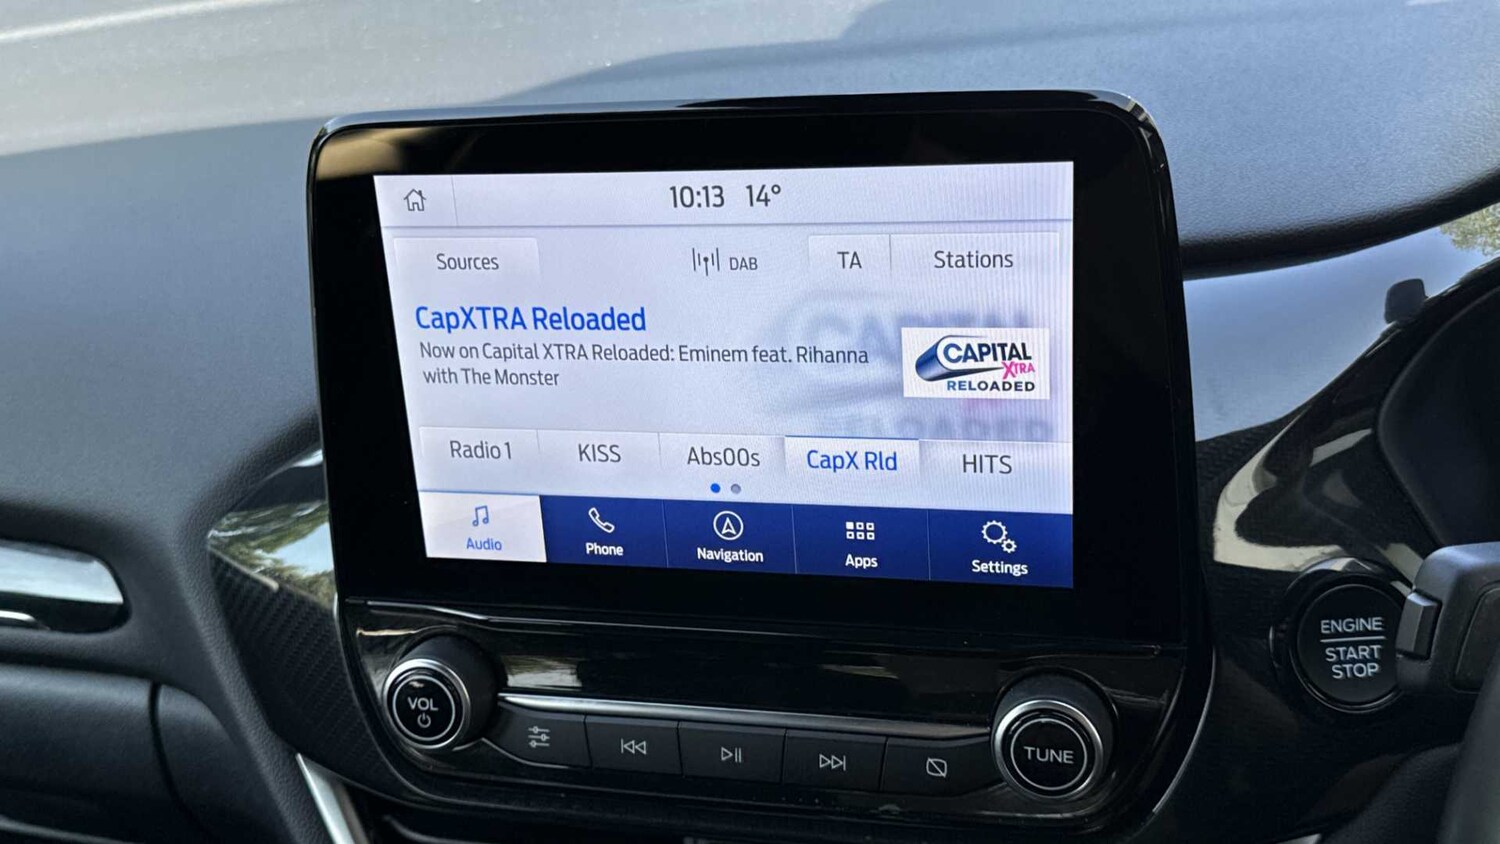 10:13 14°
Sources
DAB
TA
Stations
CapXTRA Reloaded
Now on Capital XTRA Reloaded: Eminem feat. Rihanna
with The Monster
CAPITAL
XTRA
RELOADED
Radio 1
KISS
Abs00s
CapX Rld
HITS
Audio
Phone
Navigation
Apps
Settings
VOL
TUNE
ENGINE
START
STOP